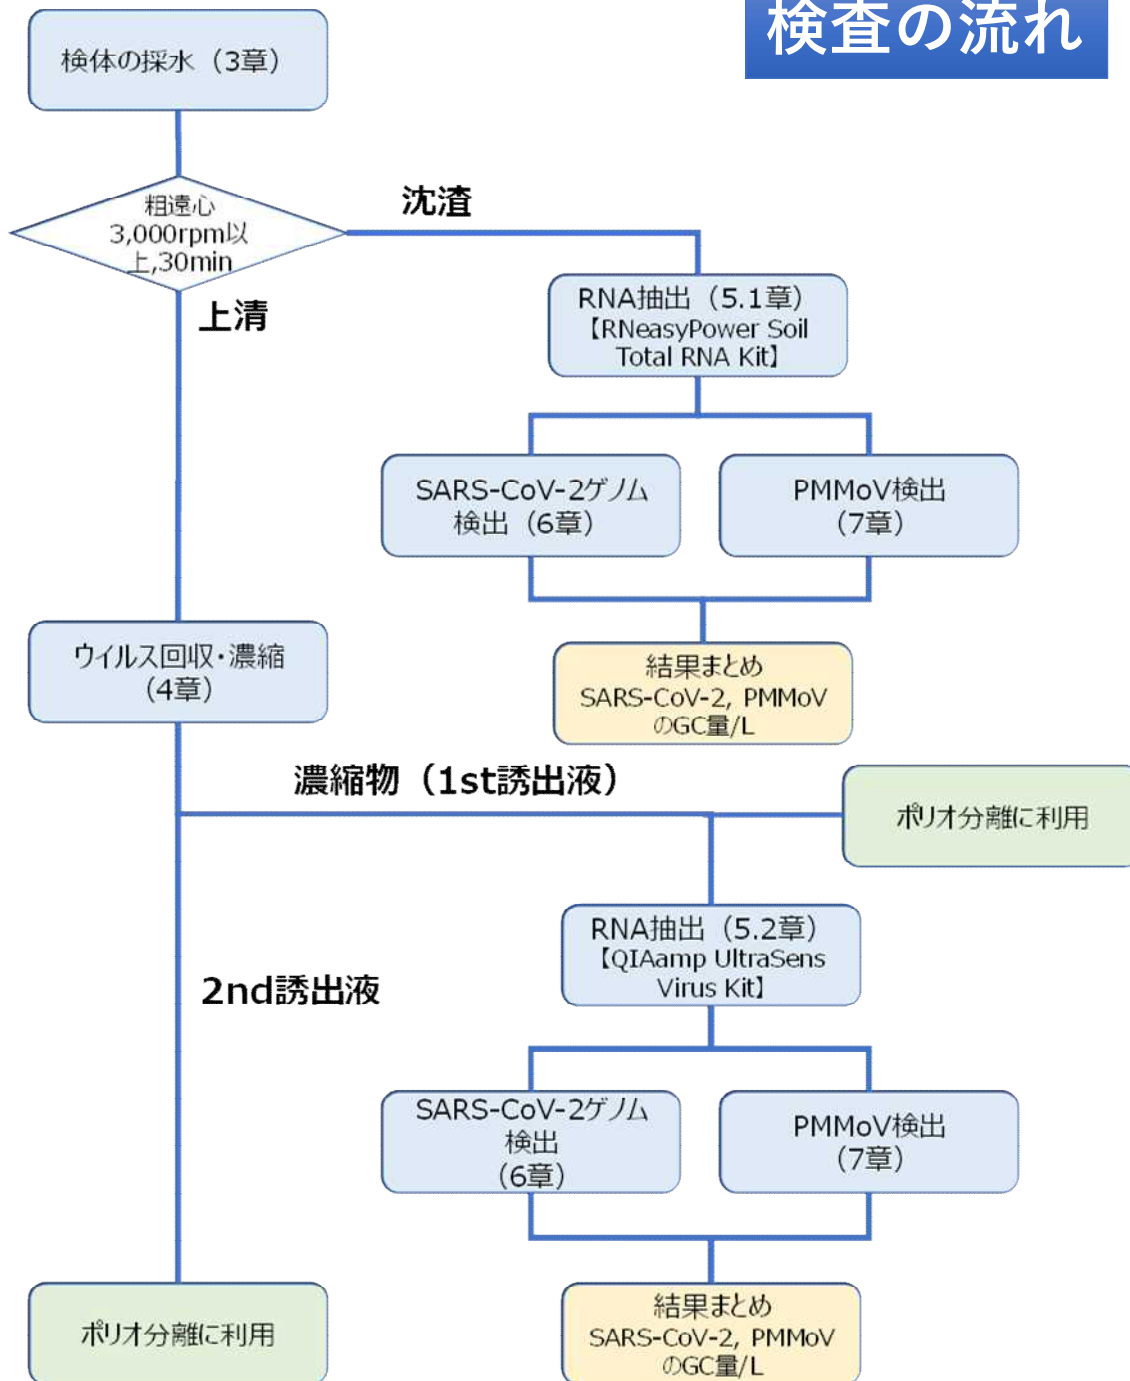 検査の流れ
検体の採水（3章）
粗遠心
3,000rpm以
上,30min
沈渣
上清
RNA抽出（5.1章）
【RNeasyPower Soil
Total RNA Kit】
SARS-CoV-2ゲノム
検出（6章）
PMMoV検出
（7章）
ウイルス回収・濃縮
（4章）
結果まとめ
SARS-CoV-2, PMMoV
のGC量/L
濃縮物（1st誘出液）
ポリオ分離に利用
RNA抽出（5.2章）
【QIAamp UltraSens
Virus Kit】
2nd誘出液
SARS-CoV-2ゲノム
検出
（6章）
PMMoV検出
（7章）
ポリオ分離に利用
結果まとめ
SARS-CoV-2, PMMoV
のGC量/L